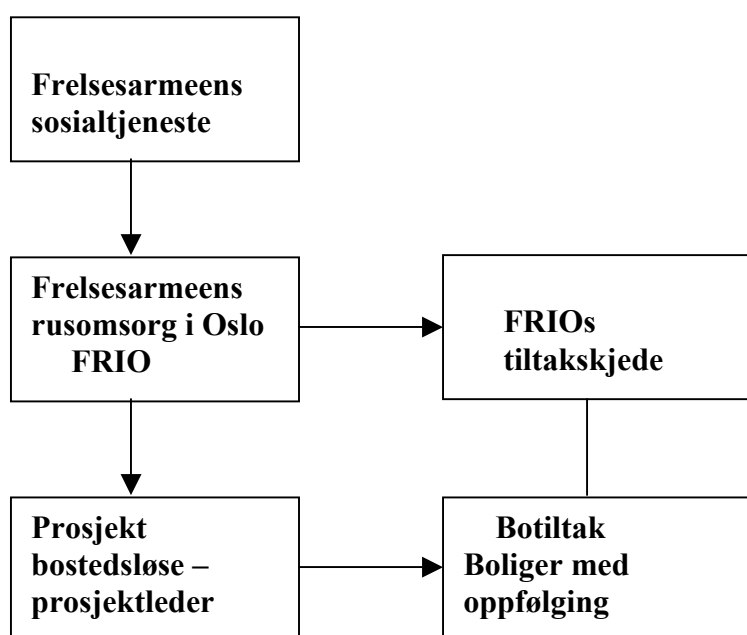 Frelsesarmeens
sosialtjeneste
Frelsesarmeens
rusomsorg i Oslo
FRIO
FRIOs
tiltakskjede
Prosjekt
bostedsløse –
prosjektleder
Botiltak
Boliger med
oppfølging